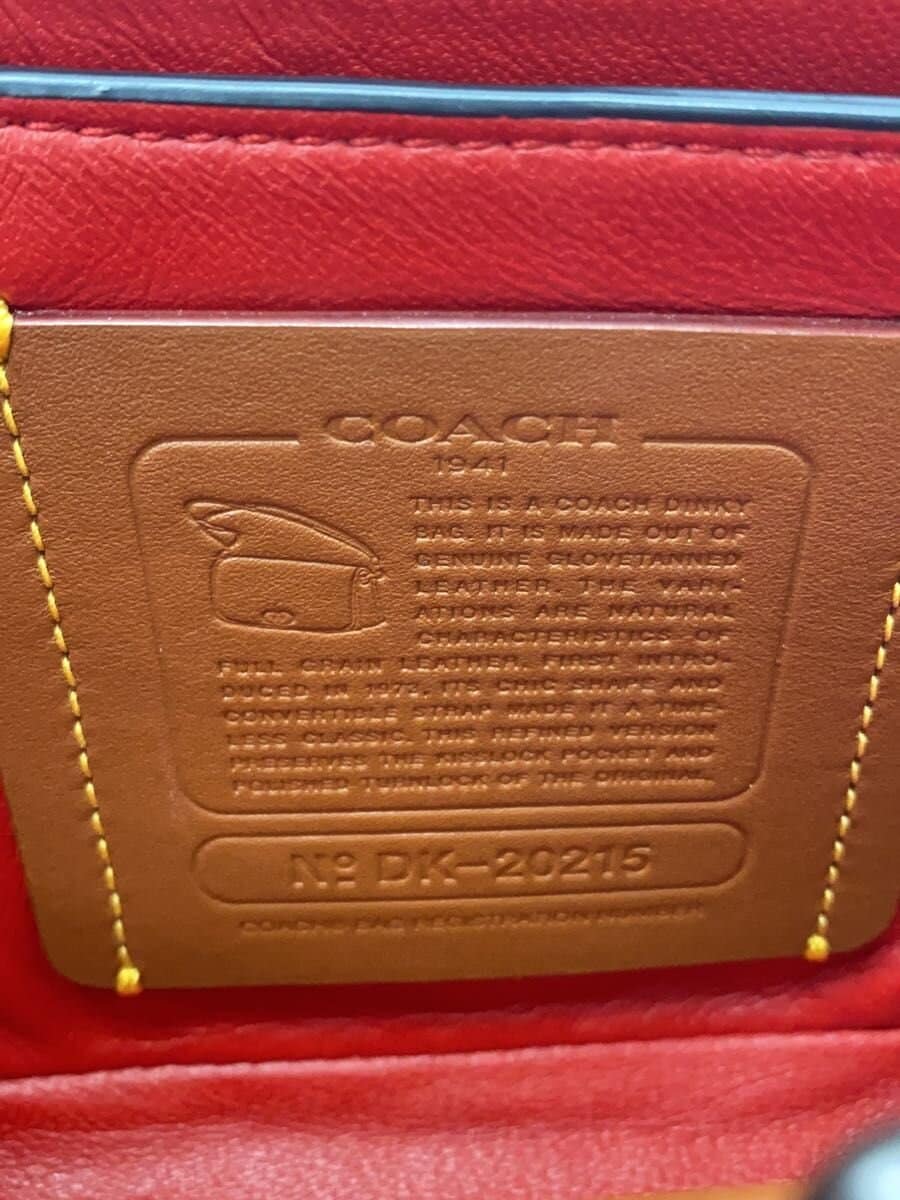 COACH
1941
THIS IS A COACH DINKY
BAG. IT IS MADE OUT OF
GENUINE GLOVETANNED
LEATHER. THE VARI-
ATIONS ARE NATURAL
CHARACTERISTICS OF
FULL GRAIN LEATHER. FIRST INTRO-
DUCED IN 1973, ITS CHIC SHAPE AND
CONVERTIBLE STRAP MADE IT A TIME-
LESS CLASSIC. THIS REFINED VERSION
PRESERVES THE KISSLOCK POCKET AND
POLISHED TURNLOCK OF THE ORIGINAL.
Nº DK-20215
COACH© BAG REGISTRATION NUMBER